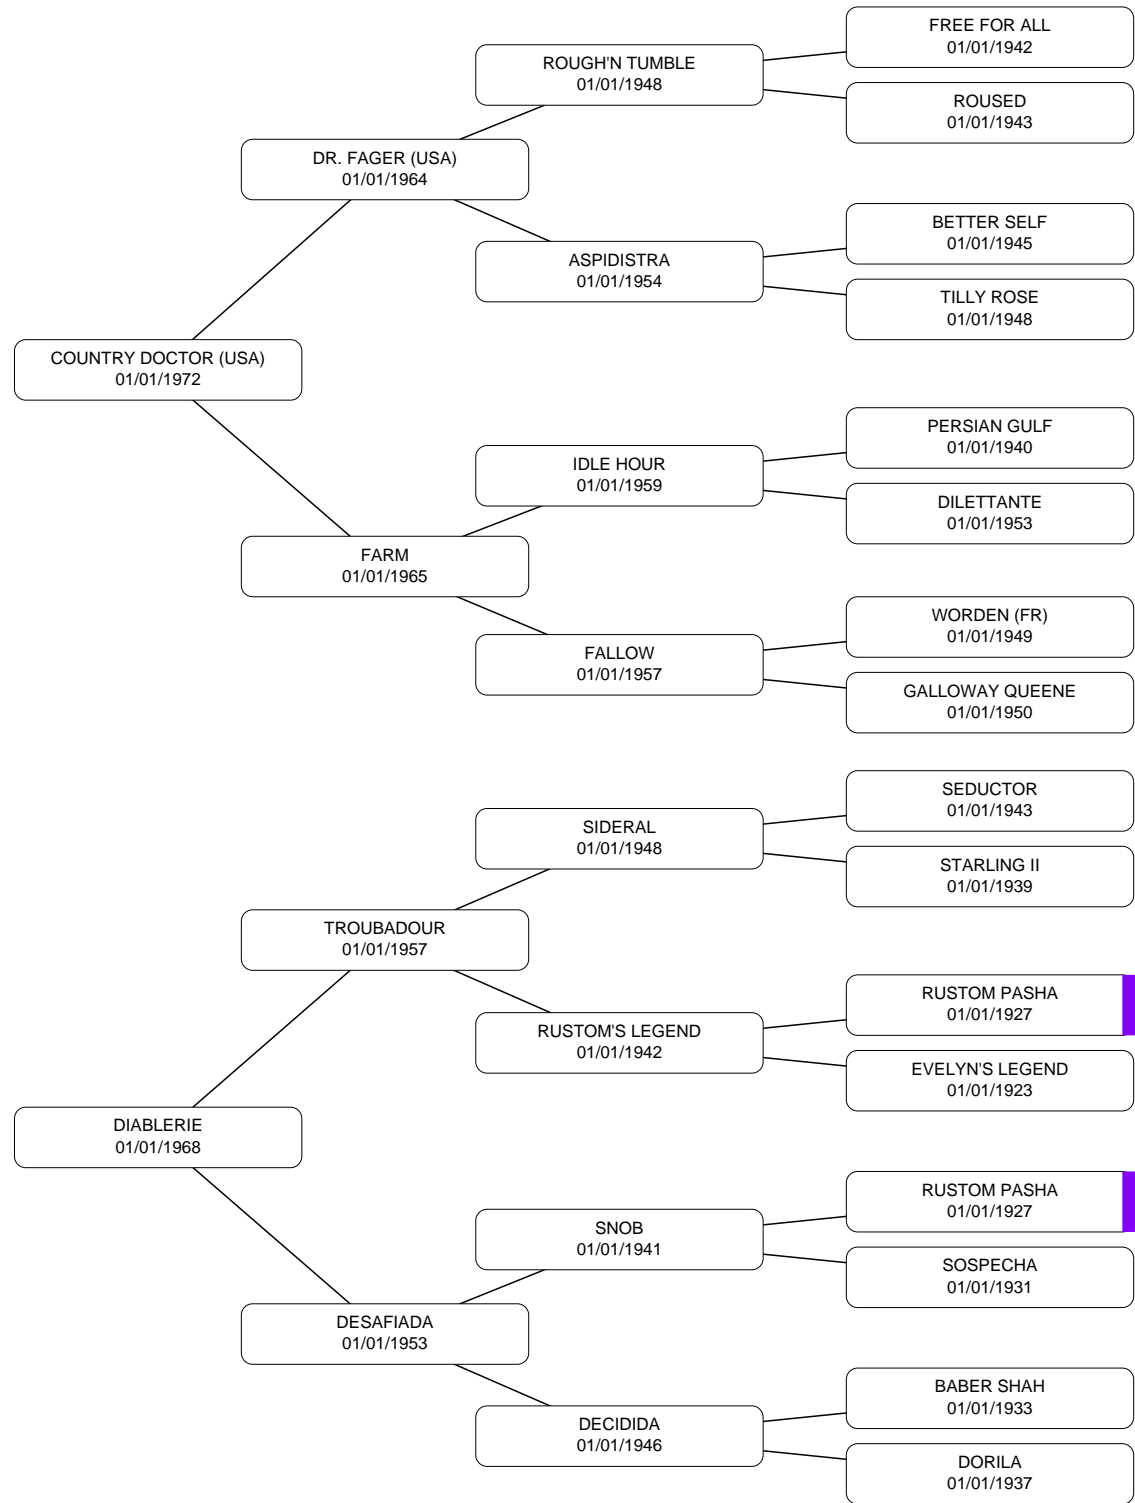 FREE FOR ALL
01/01/1942
ROUGH'N TUMBLE
01/01/1948
ROUSED
01/01/1943
DR. FAGER (USA)
01/01/1964
BETTER SELF
01/01/1945
ASPIDISTRA
01/01/1954
TILLY ROSE
01/01/1948
COUNTRY DOCTOR (USA)
01/01/1972
PERSIAN GULF
01/01/1940
IDLE HOUR
01/01/1959
DILETTANTE
01/01/1953
FARM
01/01/1965
WORDEN (FR)
01/01/1949
FALLOW
01/01/1957
GALLOWAY QUEENE
01/01/1950
SEDUCTOR
01/01/1943
SIDERAL
01/01/1948
STARLING II
01/01/1939
TROUBADOUR
01/01/1957
RUSTOM PASHA
01/01/1927
RUSTOM'S LEGEND
01/01/1942
EVELYN'S LEGEND
01/01/1923
DIABLERIE
01/01/1968
RUSTOM PASHA
01/01/1927
SNOB
01/01/1941
SOSPECHA
01/01/1931
DESAFIADA
01/01/1953
BABER SHAH
01/01/1933
DECIDIDA
01/01/1946
DORILA
01/01/1937